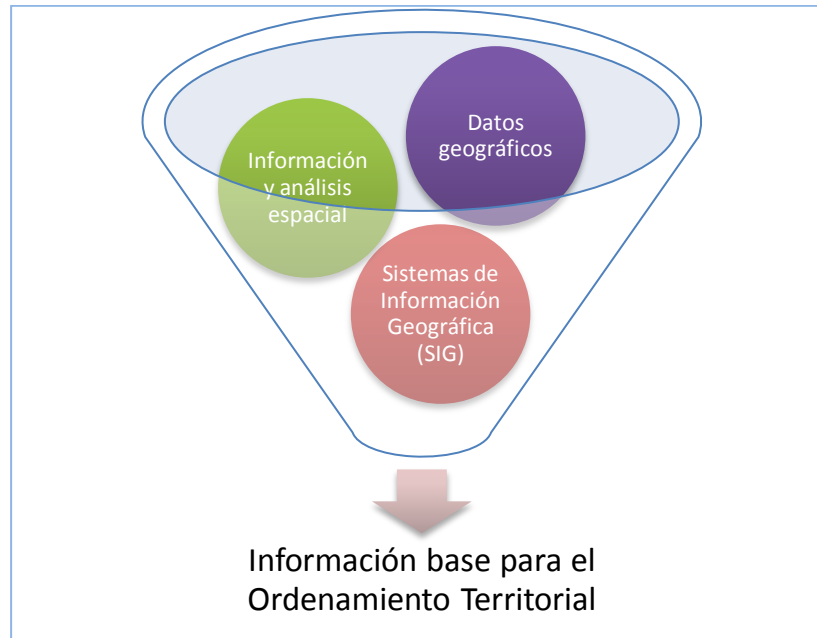 Datos
geográficos
Información
y análisis
espacial
Sistemas de
Información
Geográfica
(SIG)
Información base para el
Ordenamiento Territorial